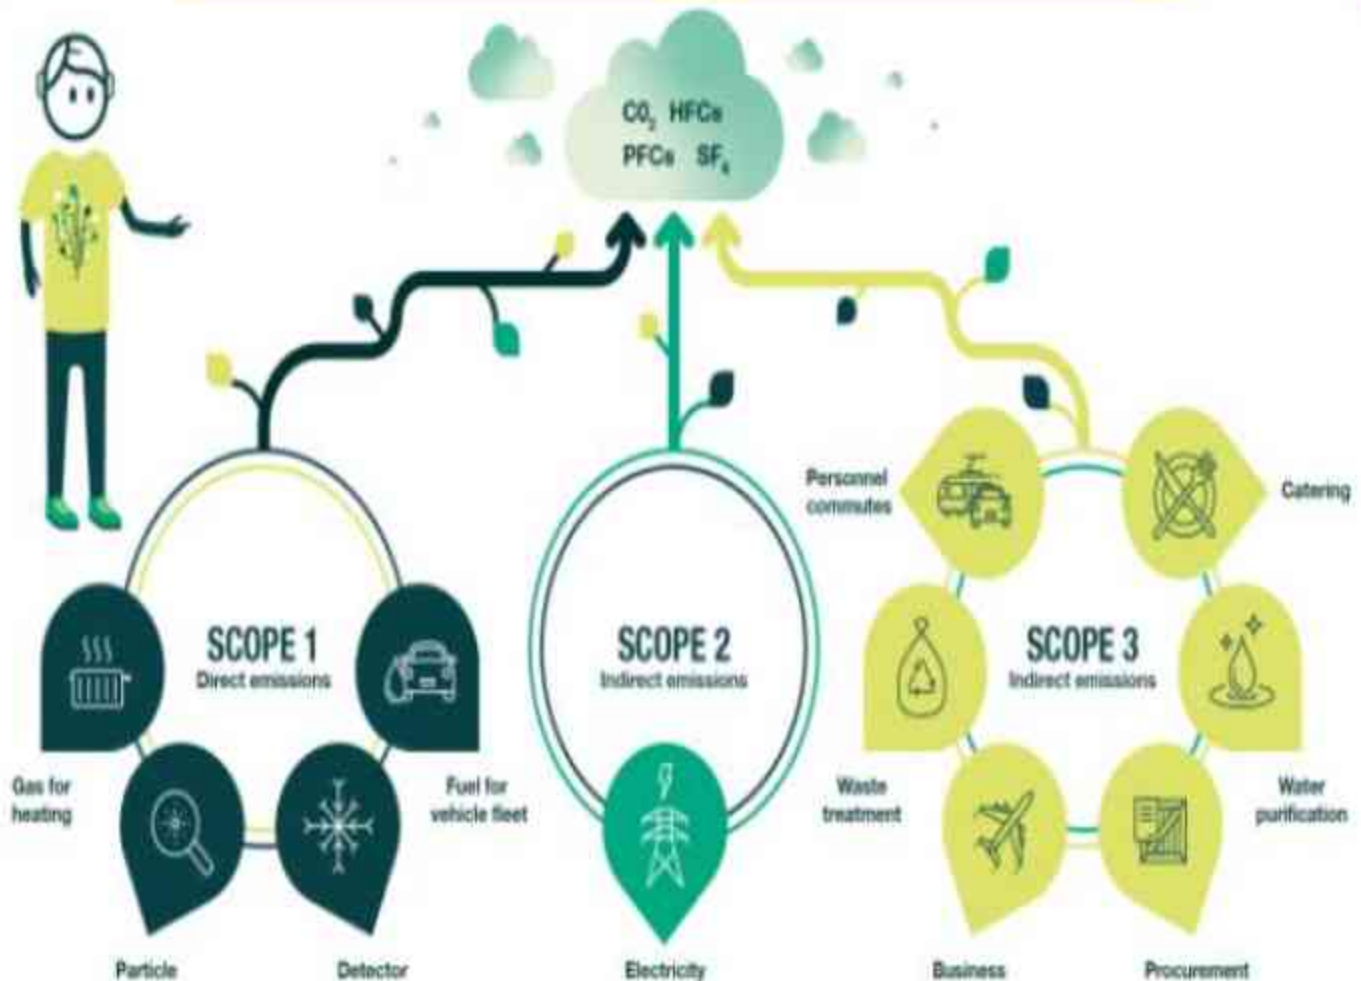 CO₂ HFCs
PFCs SF₆
Personnel
commutes
Catering
SCOPE 1
Direct emissions
SCOPE 2
Indirect emissions
SCOPE 3
Indirect emissions
Gas for
heating
Fuel for
vehicle fleet
Waste
treatment
Water
purification
Particle
Detector
Electricity
Business
Procurement